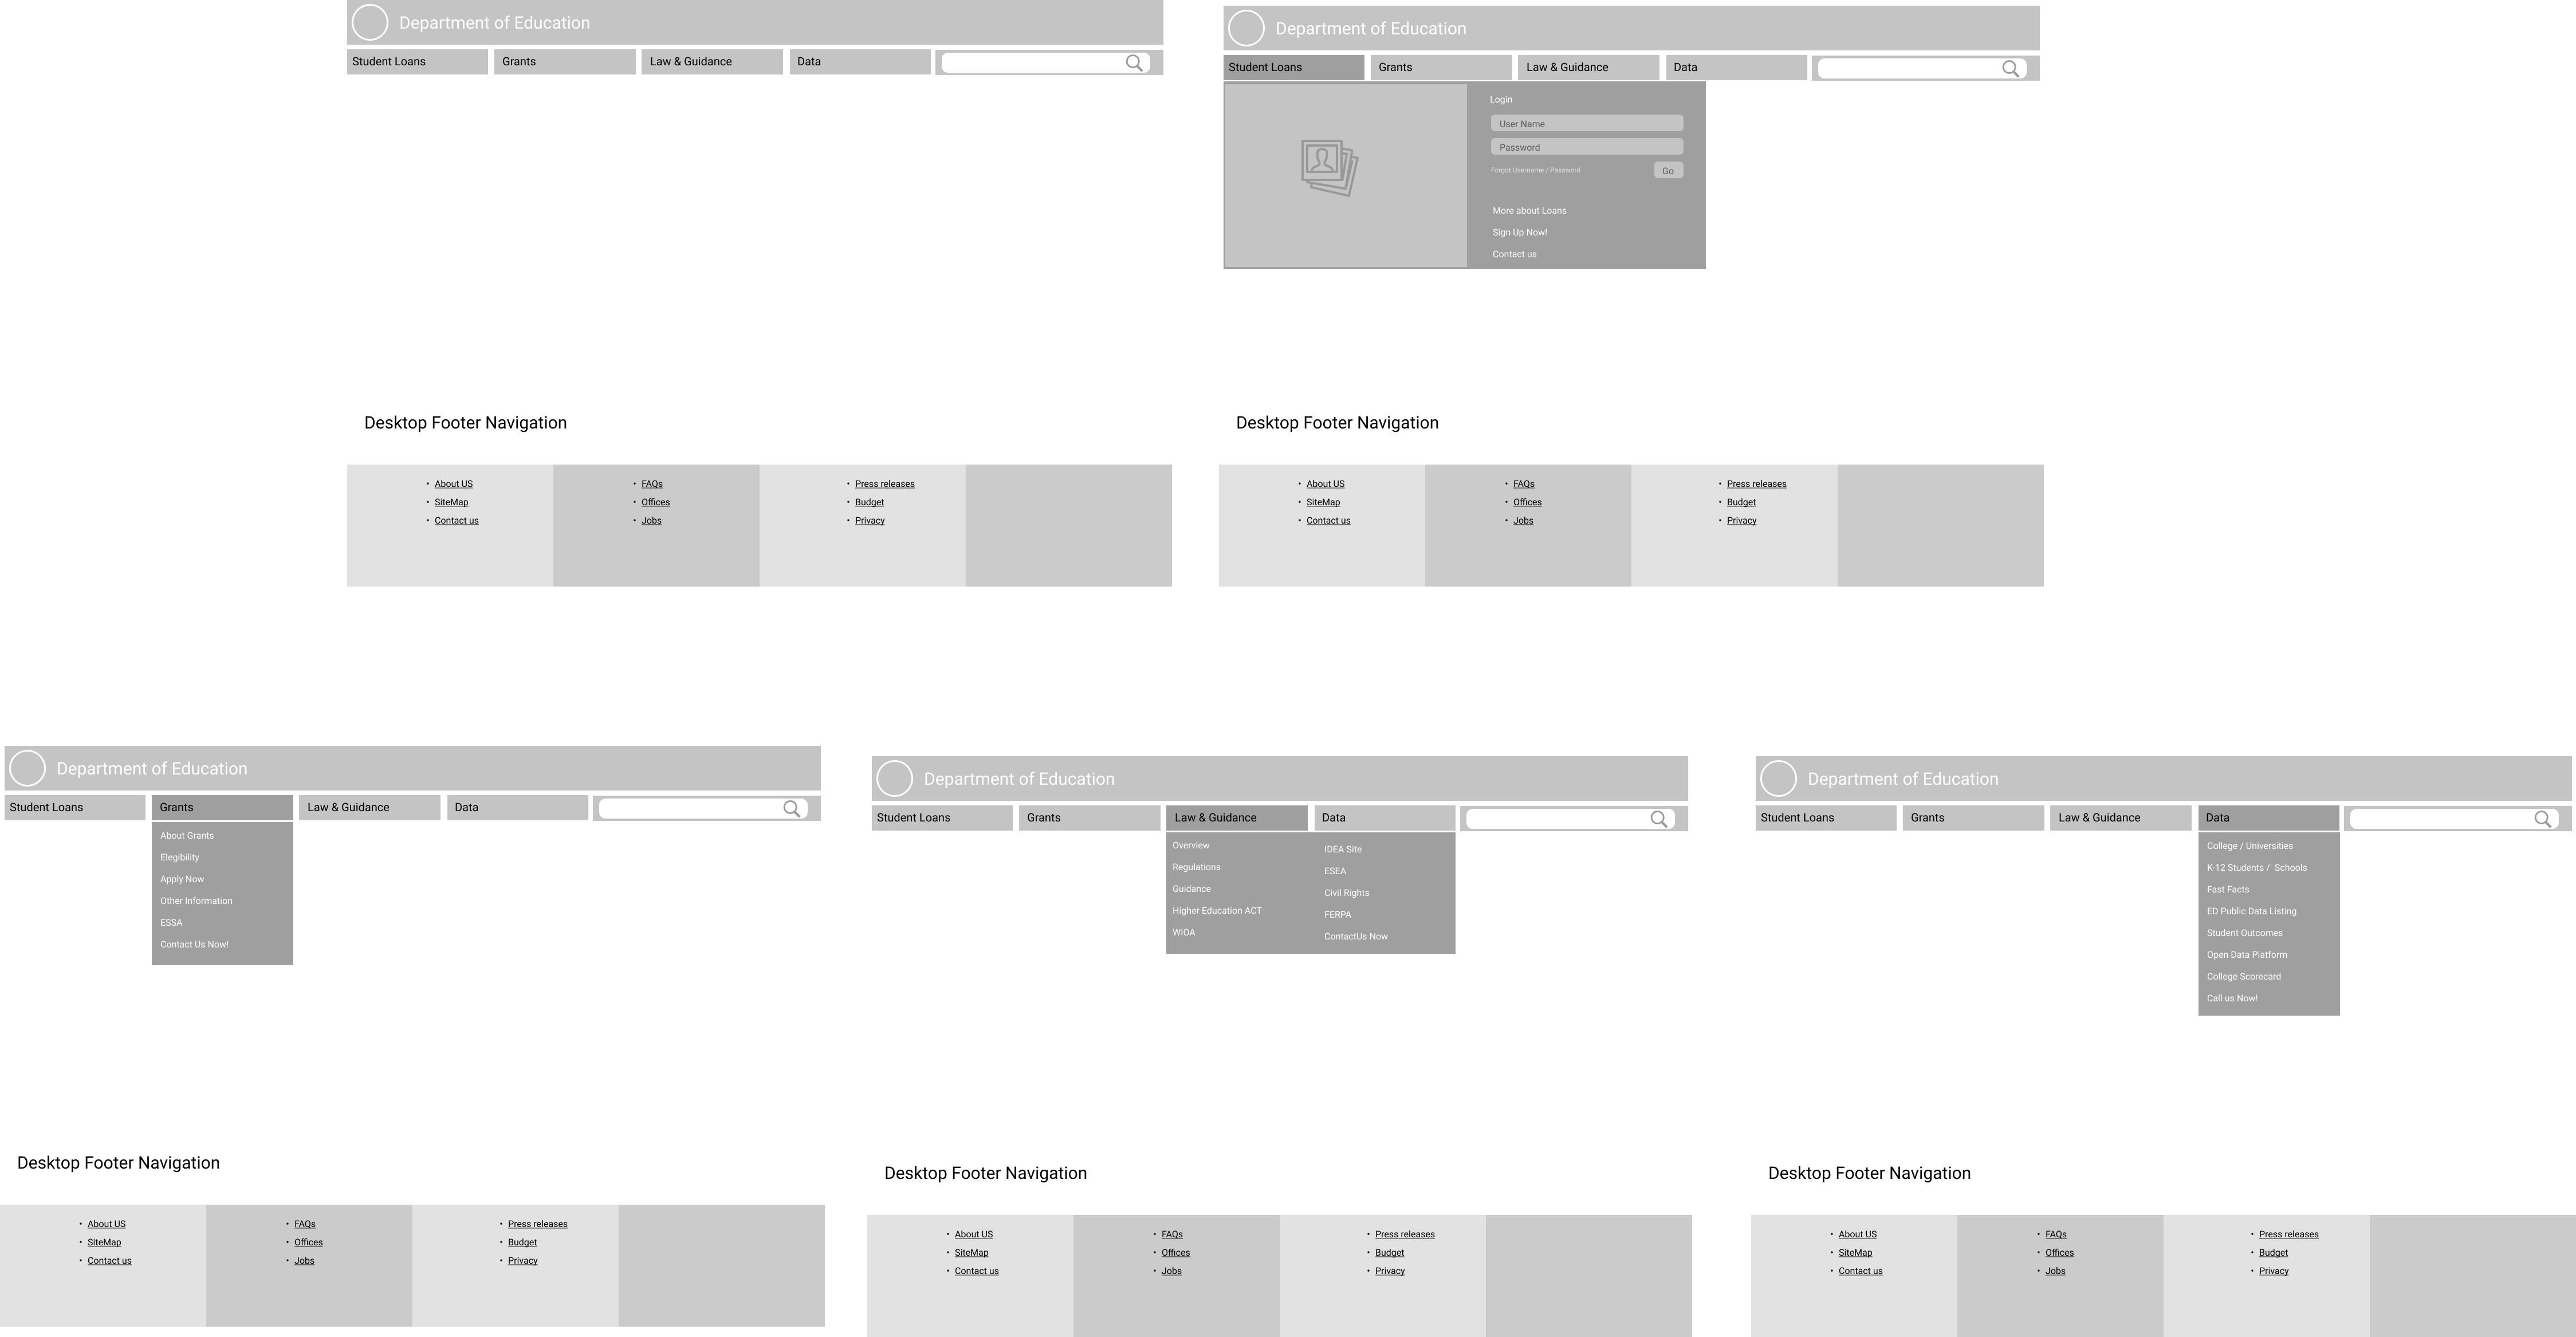 Department of Education
Student Loans
Grants
Law & Guidance
Data
Desktop Footer Navigation
• About US
• SiteMap
• Contact us
• FAQs
• Offices
• Jobs
• Press releases
• Budget
• Privacy
Department of Education
Student Loans
Grants
Law & Guidance
Data
Login
User Name
Password
Forgot Username / Password
Go
More about Loans
Sign Up Now!
Contact us
Desktop Footer Navigation
• About US
• SiteMap
• Contact us
• FAQs
• Offices
• Jobs
• Press releases
• Budget
• Privacy
Department of Education
Student Loans
Grants
Law & Guidance
Data
About Grants
Elegibility
Apply Now
Other Information
ESSA
Contact Us Now!
Desktop Footer Navigation
• About US
• SiteMap
• Contact us
• FAQs
• Offices
• Jobs
• Press releases
• Budget
• Privacy
Department of Education
Student Loans
Grants
Law & Guidance
Data
Overview
Regulations
Guidance
Higher Education ACT
WIOA
IDEA Site
ESEA
Civil Rights
FERPA
ContactUs Now
Desktop Footer Navigation
• About US
• SiteMap
• Contact us
• FAQs
• Offices
• Jobs
• Press releases
• Budget
• Privacy
Department of Education
Student Loans
Grants
Law & Guidance
Data
College / Universities
K-12 Students / Schools
Fast Facts
ED Public Data Listing
Student Outcomes
Open Data Platform
College Scorecard
Call us Now!
Desktop Footer Navigation
• About US
• SiteMap
• Contact us
• FAQs
• Offices
• Jobs
• Press releases
• Budget
• Privacy